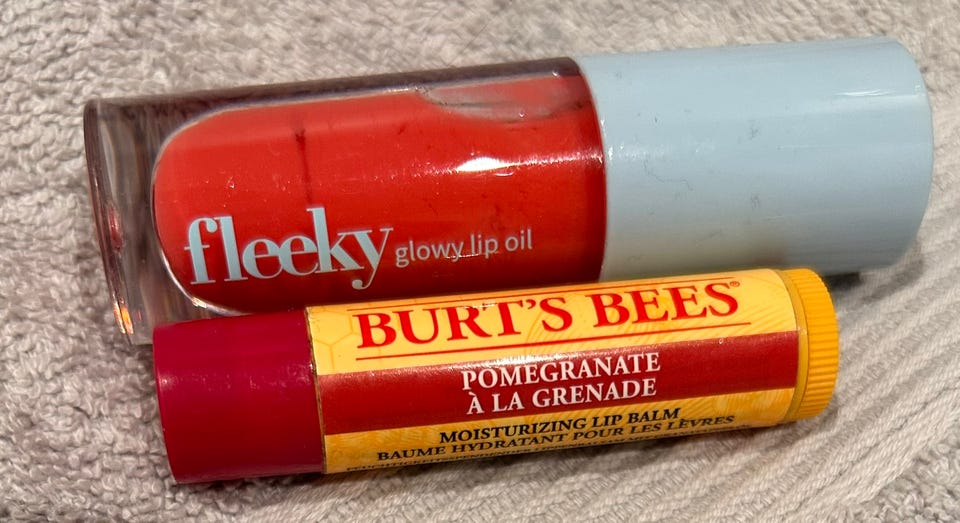 fleeky glowy lip oil
BURT'S BEES®
POMEGRANATE
À LA GRENADE
MOISTURIZING LIP BALM
BAUME HYDRATANT POUR LES LÈVRES